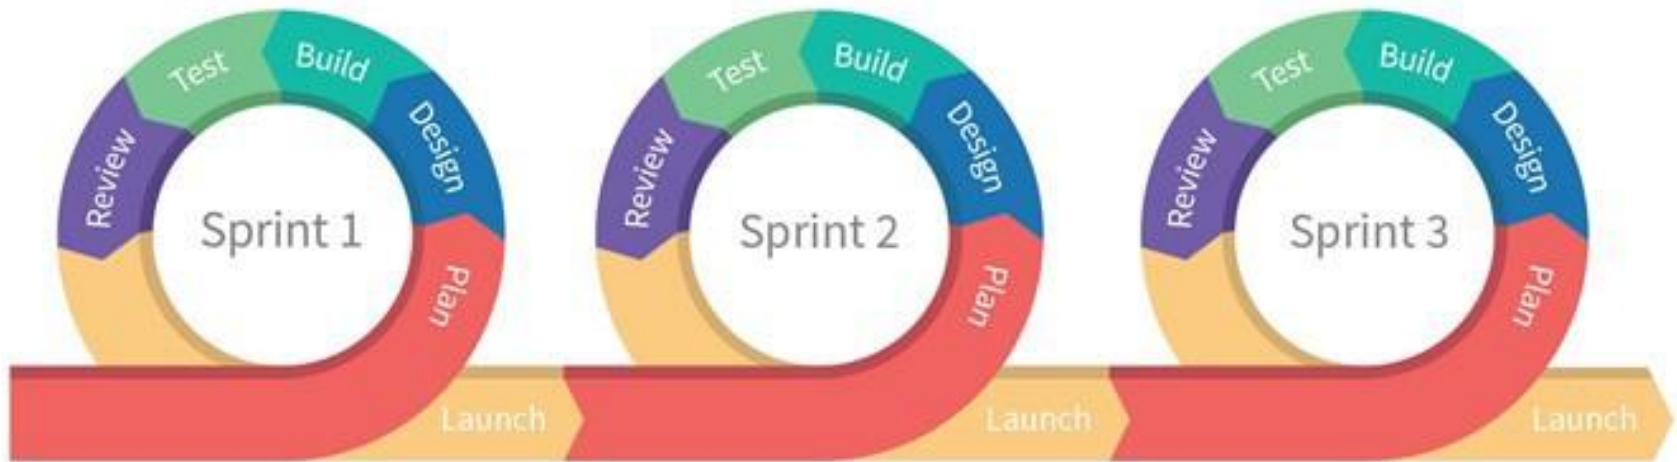 Test
Build
Design
Review
Sprint 1
Plan
Launch
Test
Build
Design
Review
Sprint 2
Plan
Launch
Test
Build
Design
Review
Sprint 3
Plan
Launch